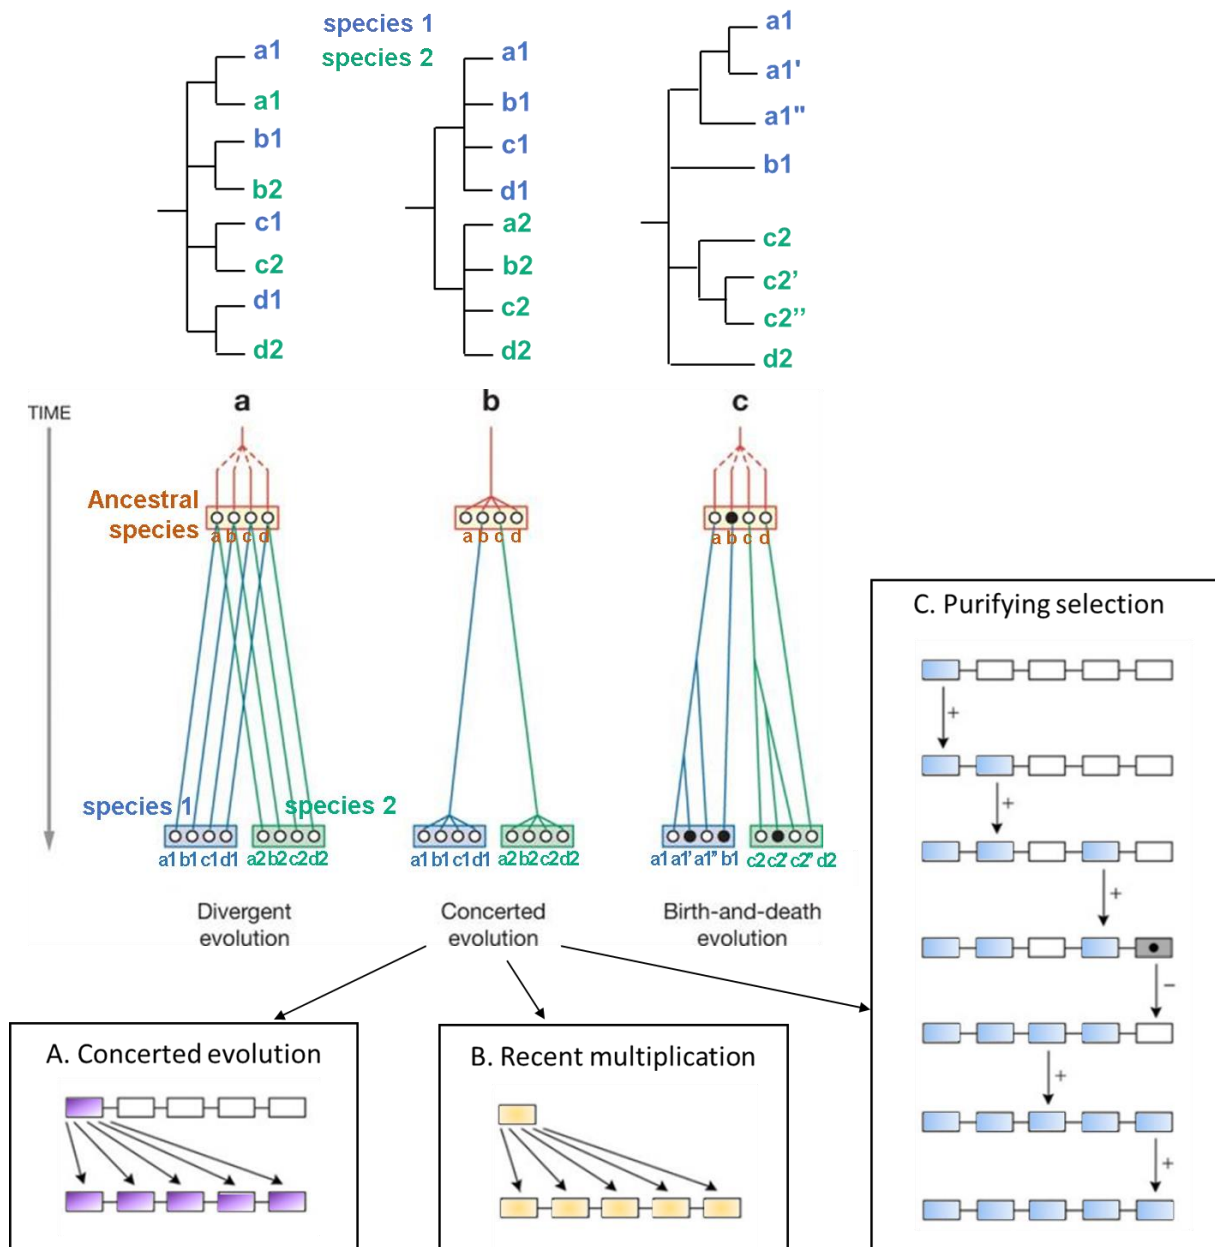 species 1
species 2
a1
a1
b1
b2
c1
c2
d1
d2
a1
b1
c1
d1
a2
b2
c2
d2
a1
a1'
a1"
b1
c2
c2'
c2’’
d2
TIME
a
b
c
Ancestral
species
a b c d
a b c d
a b c d
species 1
species 2
a1 b1 c1 d1
a2 b2 c2 d2
a1 b1 c1 d1
a2 b2 c2 d2
a1 a1' a1" b1
c2 c2' c2" d2
Divergent
evolution
Concerted
evolution
Birth-and-death
evolution
A. Concerted evolution
B. Recent multiplication
C. Purifying selection
+
+
+
−
+
+